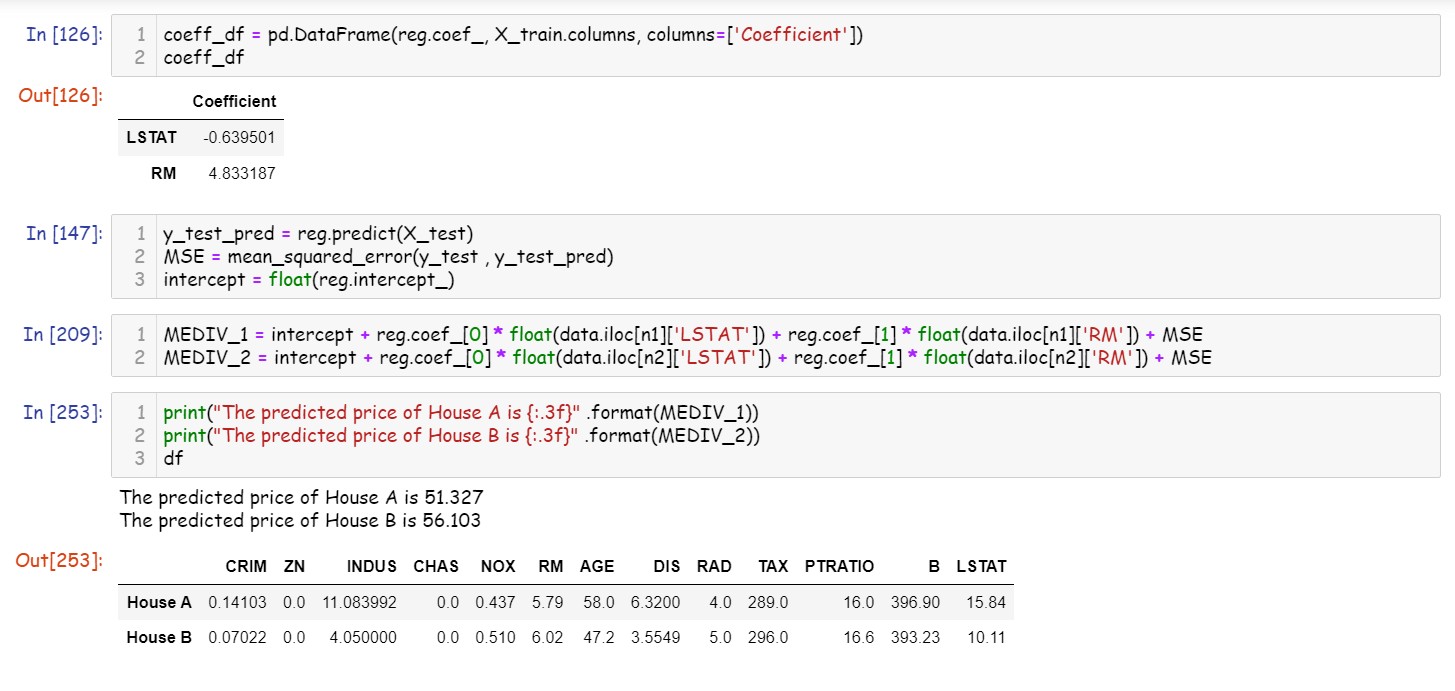 In [126]:
1 coeff_df = pd.DataFrame(reg.coef_, X_train.columns, columns=['Coefficient'])
2 coeff_df
Out[126]:
Coefficient
LSTAT -0.639501
RM 4.833187
In [147]:
1 y_test_pred = reg.predict(X_test)
2 MSE = mean_squared_error(y_test , y_test_pred)
3 intercept = float(reg.intercept_)
In [209]:
1 MEDIV_1 = intercept + reg.coef_[0] * float(data.iloc[n1]['LSTAT']) + reg.coef_[1] * float(data.iloc[n1]['RM']) + MSE
2 MEDIV_2 = intercept + reg.coef_[0] * float(data.iloc[n2]['LSTAT']) + reg.coef_[1] * float(data.iloc[n2]['RM']) + MSE
In [253]:
1 print("The predicted price of House A is {:.3f}" .format(MEDIV_1))
2 print("The predicted price of House B is {:.3f}" .format(MEDIV_2))
3 df
The predicted price of House A is 51.327
The predicted price of House B is 56.103
Out[253]:
CRIM ZN INDUS CHAS NOX RM AGE DIS RAD TAX PTRATIO B LSTAT
House A 0.14103 0.0 11.083992 0.0 0.437 5.79 58.0 6.3200 4.0 289.0 16.0 396.90 15.84
House B 0.07022 0.0 4.050000 0.0 0.510 6.02 47.2 3.5549 5.0 296.0 16.6 393.23 10.11